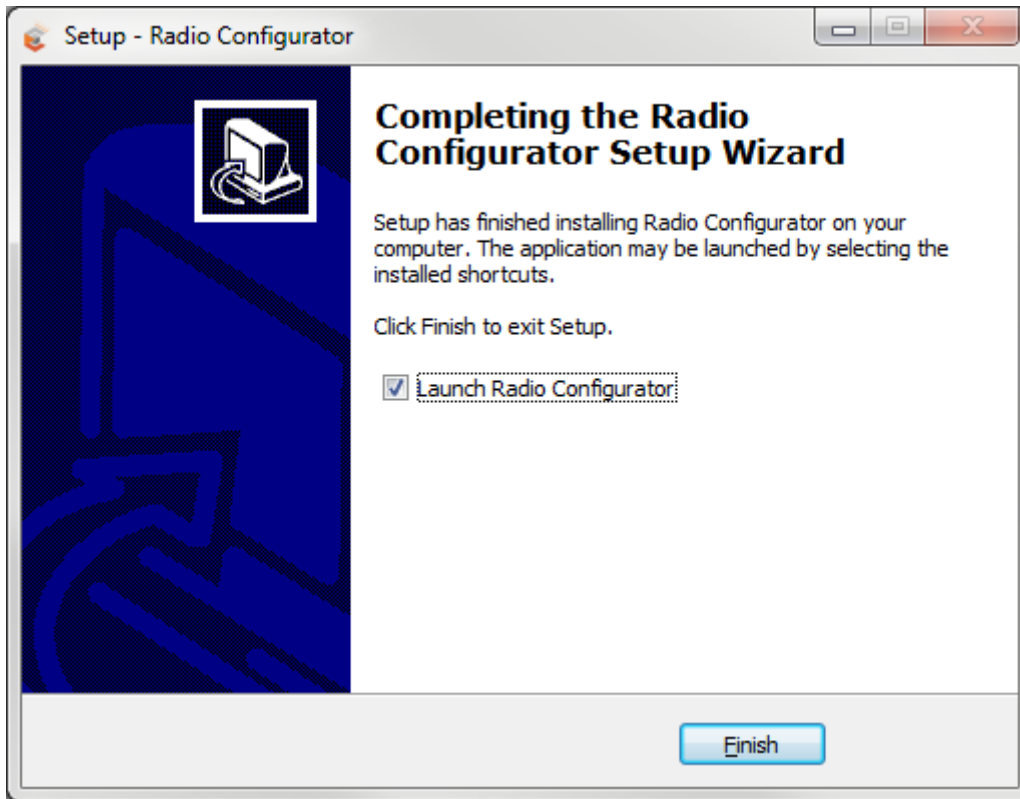 Setup - Radio Configurator
Completing the Radio
Configurator Setup Wizard
Setup has finished installing Radio Configurator on your
computer. The application may be launched by selecting the
installed shortcuts.
Click Finish to exit Setup.
Launch Radio Configurator
Finish